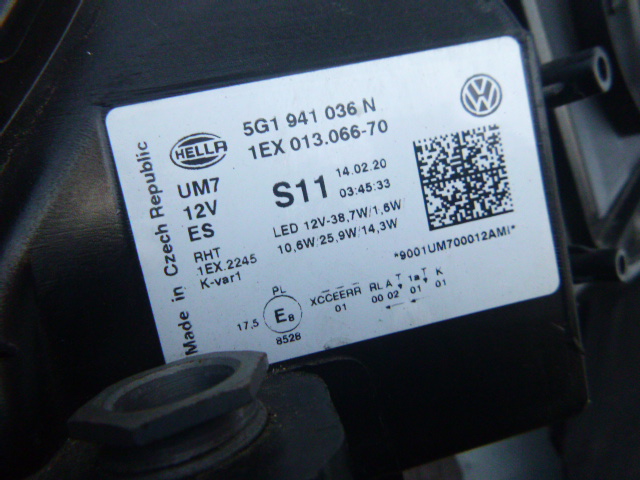 5G1 941 036 N
HELLA
1EX 013.066-70
UM7
12V
ES
S11
14.02.20
03:45:33
LED 12V-38,7W/1,6W
10,6W/25,9W/14,3W
RHT
1EX.2245
K-var1
*9001UM700012AMI*
Made in Czech Republic
PL
17,5
E8
8528
XCCEERR RL A T 1a T K
01 00 02 01 01 01